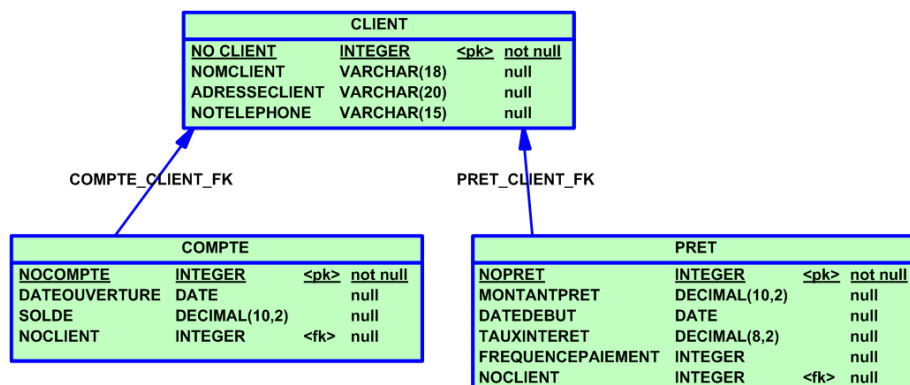 CLIENT
NO CLIENT INTEGER <pk> not null
NOMCLIENT VARCHAR(18) null
ADRESSECLIENT VARCHAR(20) null
NOTELEPHONE VARCHAR(15) null
COMPTE_CLIENT_FK
PRET_CLIENT_FK
COMPTE
NOCOMPTE INTEGER <pk> not null
DATEOUVERTURE DATE null
SOLDE DECIMAL(10,2) null
NOCLIENT INTEGER <fk> null
PRET
NOPRET INTEGER <pk> not null
MONTANTPRET DECIMAL(10,2) null
DATEDEBUT DATE null
TAUXINTERET DECIMAL(8,2) null
FREQUENCEPAIEMENT INTEGER null
NOCLIENT INTEGER <fk> null